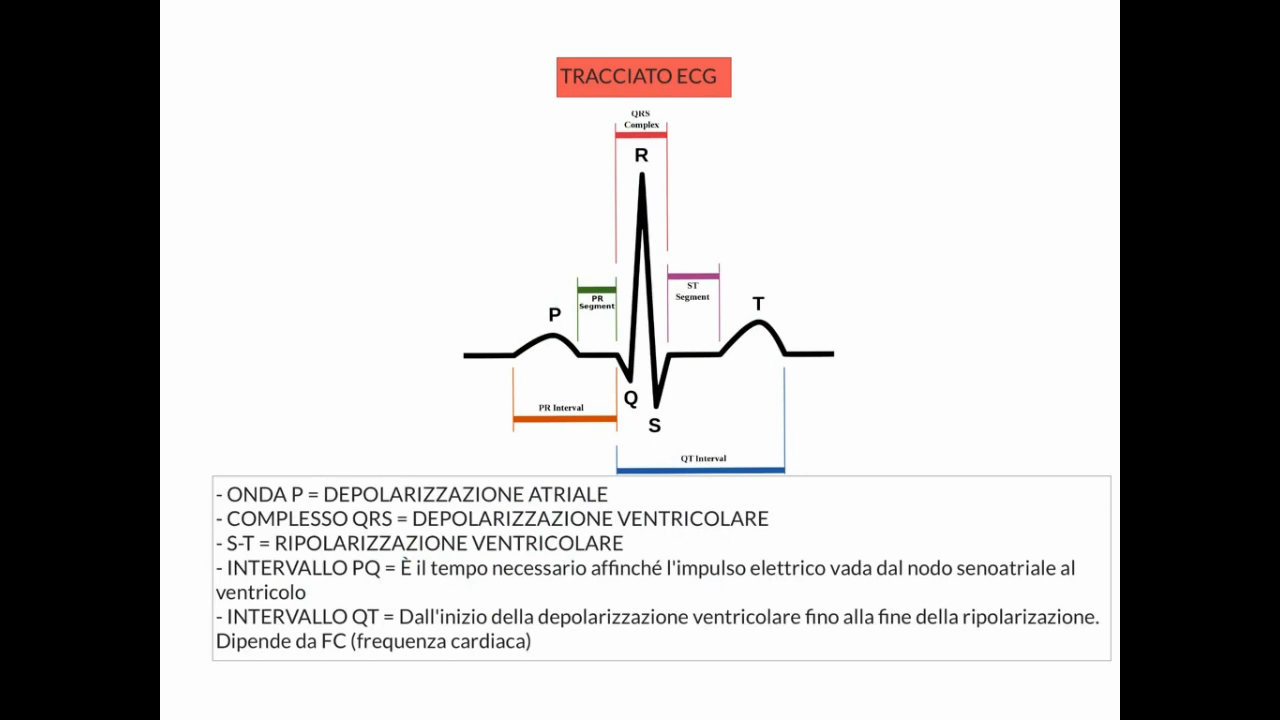 TRACCIATO ECG
QRS
Complex
R
PR
Segment
ST
Segment
P
T
Q
S
PR Interval
QT Interval
- ONDA P = DEPOLARIZZAZIONE ATRIALE
- COMPLESSO QRS = DEPOLARIZZAZIONE VENTRICOLARE
- S-T = RIPOLARIZZAZIONE VENTRICOLARE
- INTERVALLO PQ = È il tempo necessario affinché l'impulso elettrico vada dal nodo senoatriale al
ventricolo
- INTERVALLO QT = Dall'inizio della depolarizzazione ventricolare fino alla fine della ripolarizazione.
Dipende da FC (frequenza cardiaca)